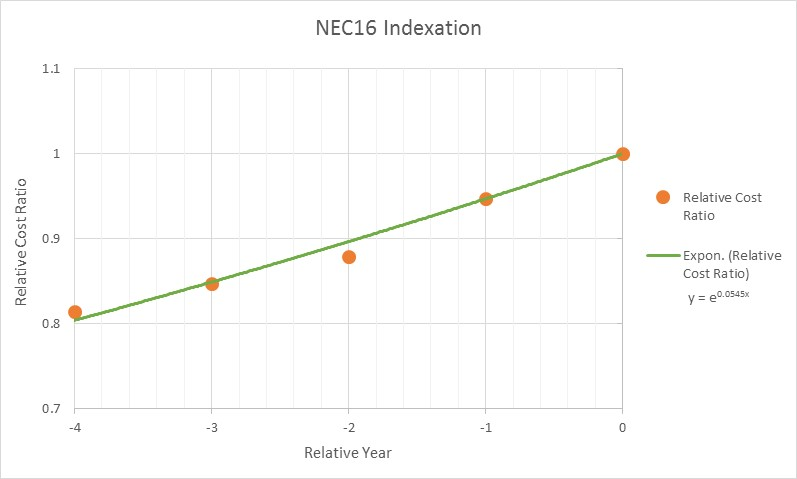 NEC16 Indexation
1.1
1
0.9
0.8
0.7
-4
-3
-2
-1
0
Relative Cost Ratio
Relative Year
Relative Cost
Ratio
Expon. (Relative
Cost Ratio)
y = e^0.0545x